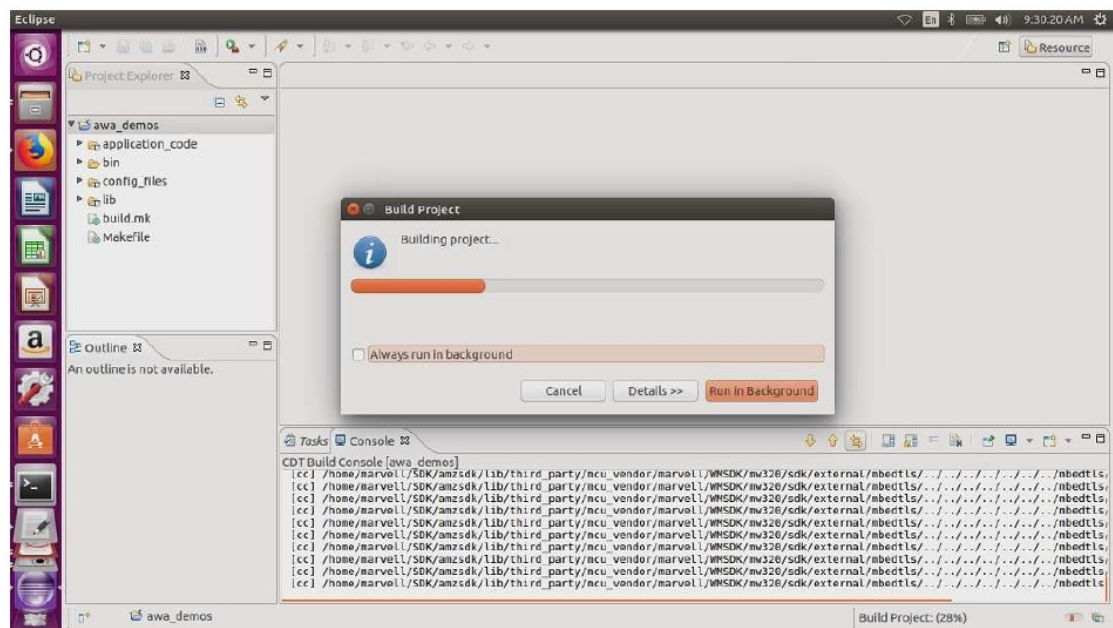 Eclipse
En
9:30:20 AM
Resource
Project Explorer
awa_demos
application_code
bin
config_files
lib
build.mk
Makefile
Build Project
Building project...
Always run in background
Cancel
Details >>
Run in Background
Outline
An outline is not available.
Tasks
Console
CDT Build Console [awa_demos]
[cc] /home/marvell/SDK/amzsdk/lib/third_party/mcu_vendor/marvell/WMSDK/mw320/sdk/external/mbedtls/../../../../../../../mbedtls/
[cc] /home/marvell/SDK/amzsdk/lib/third_party/mcu_vendor/marvell/WMSDK/mw320/sdk/external/mbedtls/../../../../../../../mbedtls/
[cc] /home/marvell/SDK/amzsdk/lib/third_party/mcu_vendor/marvell/WMSDK/mw320/sdk/external/mbedtls/../../../../../../../mbedtls/
[cc] /home/marvell/SDK/amzsdk/lib/third_party/mcu_vendor/marvell/WMSDK/mw320/sdk/external/mbedtls/../../../../../../../mbedtls/
[cc] /home/marvell/SDK/amzsdk/lib/third_party/mcu_vendor/marvell/WMSDK/mw320/sdk/external/mbedtls/../../../../../../../mbedtls/
[cc] /home/marvell/SDK/amzsdk/lib/third_party/mcu_vendor/marvell/WMSDK/mw320/sdk/external/mbedtls/../../../../../../../mbedtls/
[cc] /home/marvell/SDK/amzsdk/lib/third_party/mcu_vendor/marvell/WMSDK/mw320/sdk/external/mbedtls/../../../../../../../mbedtls/
[cc] /home/marvell/SDK/amzsdk/lib/third_party/mcu_vendor/marvell/WMSDK/mw320/sdk/external/mbedtls/../../../../../../../mbedtls/
[cc] /home/marvell/SDK/amzsdk/lib/third_party/mcu_vendor/marvell/WMSDK/mw320/sdk/external/mbedtls/../../../../../../../mbedtls
[cc] /home/marvell/SDK/amzsdk/lib/third_party/mcu_vendor/marvell/WMSDK/mw320/sdk/external/mbedtls/../../../../../../../mbedtls
awa_demos
Build Project: (28%)